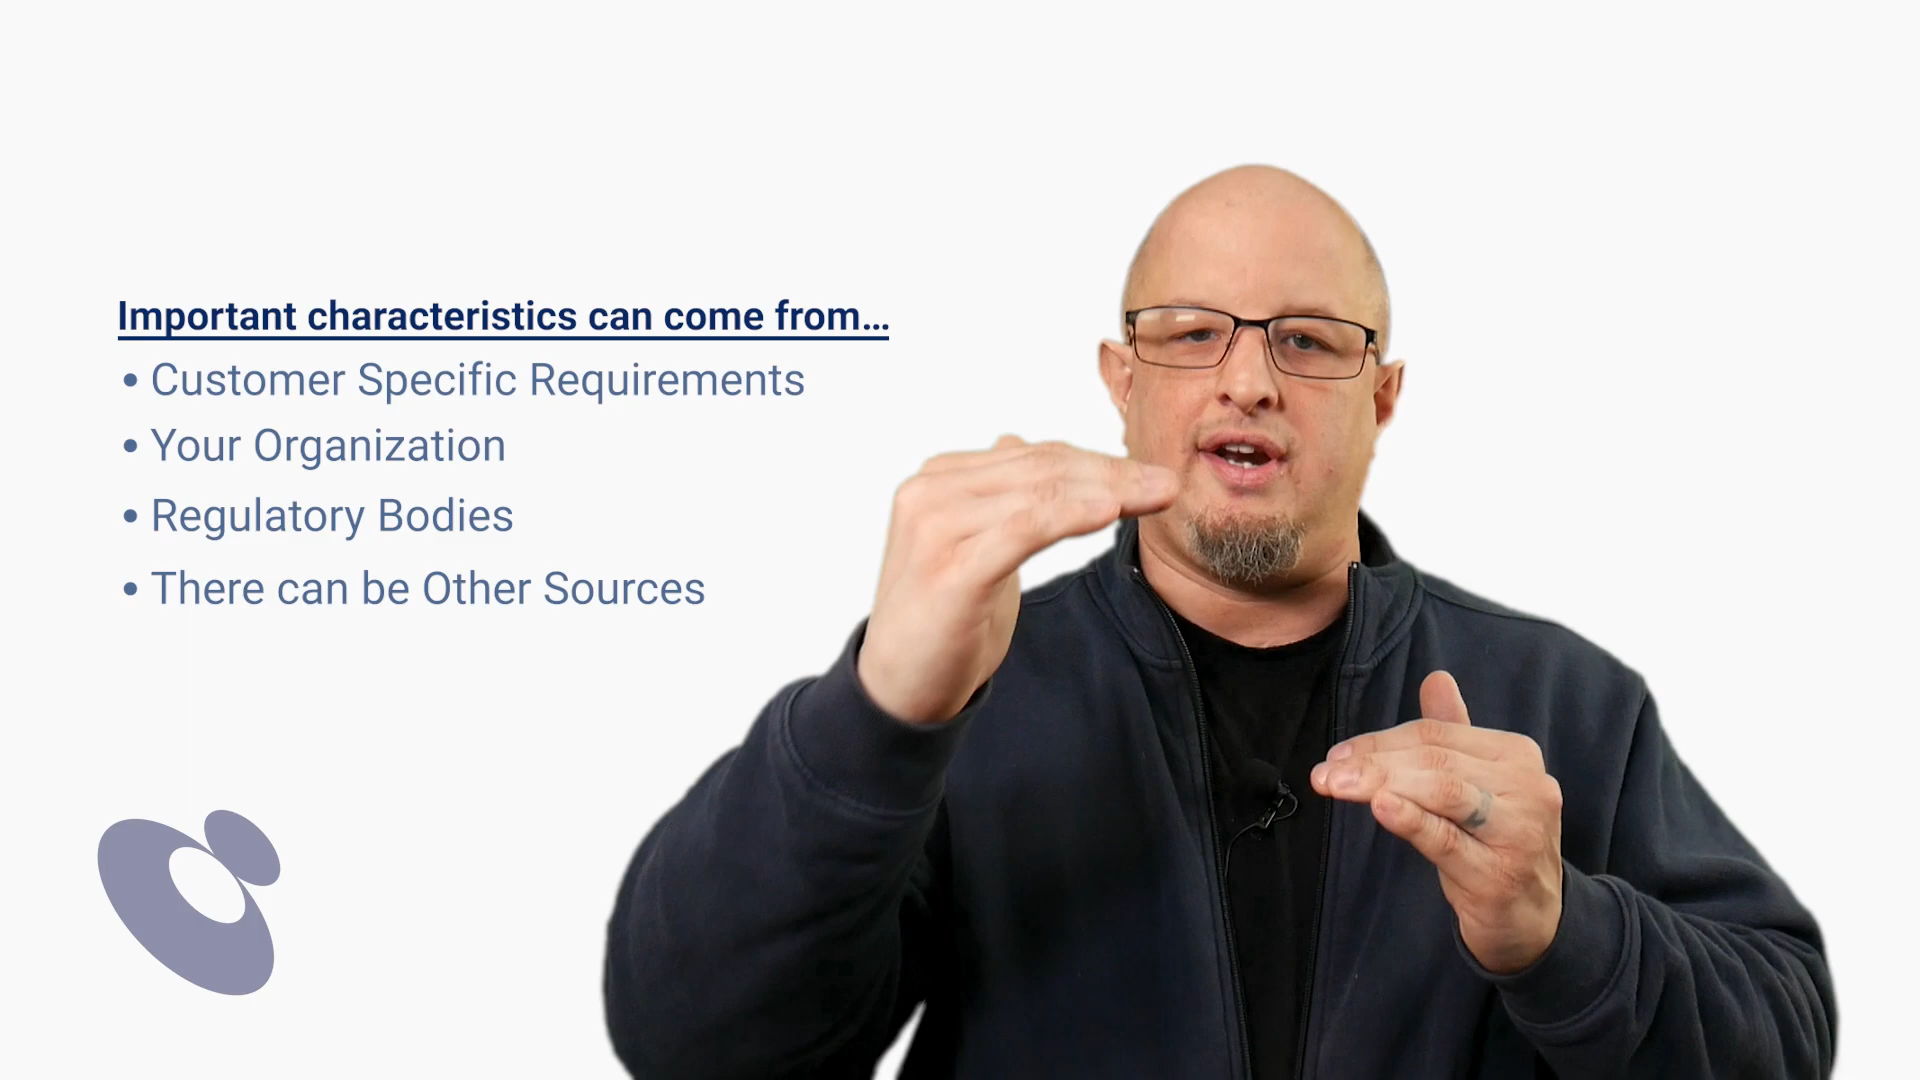 Important characteristics can come from...
• Customer Specific Requirements
• Your Organization
• Regulatory Bodies
• There can be Other Sources